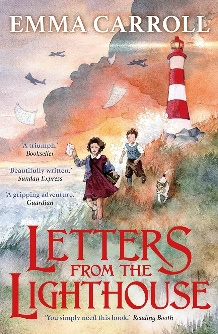 EMMA CARROLL
'A triumph.'
Bookseller
'Beautifully written.'
Sunday Express
'A gripping adventure.'
Guardian
LETTERS
FROM THE
LIGHTHOUSE
'You simply need this book.' Reading Booth